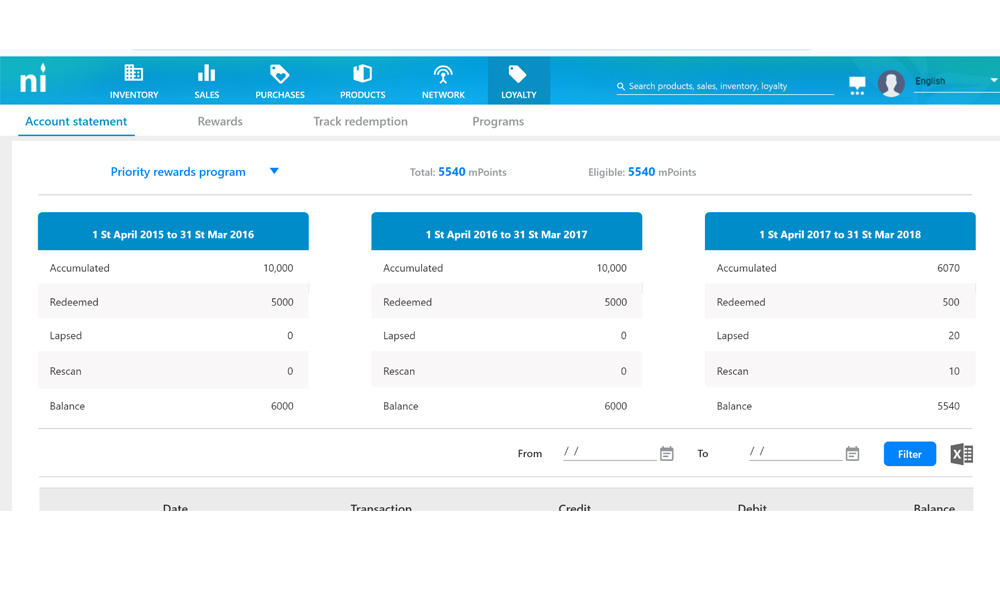 ni
INVENTORY SALES PURCHASES PRODUCTS NETWORK LOYALTY
Search products, sales, inventory, loyalty
English
Account statement Rewards Track redemption Programs
Priority rewards program Total: 5540 mPoints Eligible: 5540 mPoints
1 St April 2015 to 31 St Mar 2016
Accumulated 10,000
Redeemed 5000
Lapsed 0
Rescan 0
Balance 6000
1 St April 2016 to 31 St Mar 2017
Accumulated 10,000
Redeemed 5000
Lapsed 0
Rescan 0
Balance 6000
1 St April 2017 to 31 St Mar 2018
Accumulated 6070
Redeemed 500
Lapsed 20
Rescan 10
Balance 5540
From / / To / / Filter X
Date Transaction Credit Debit Balance